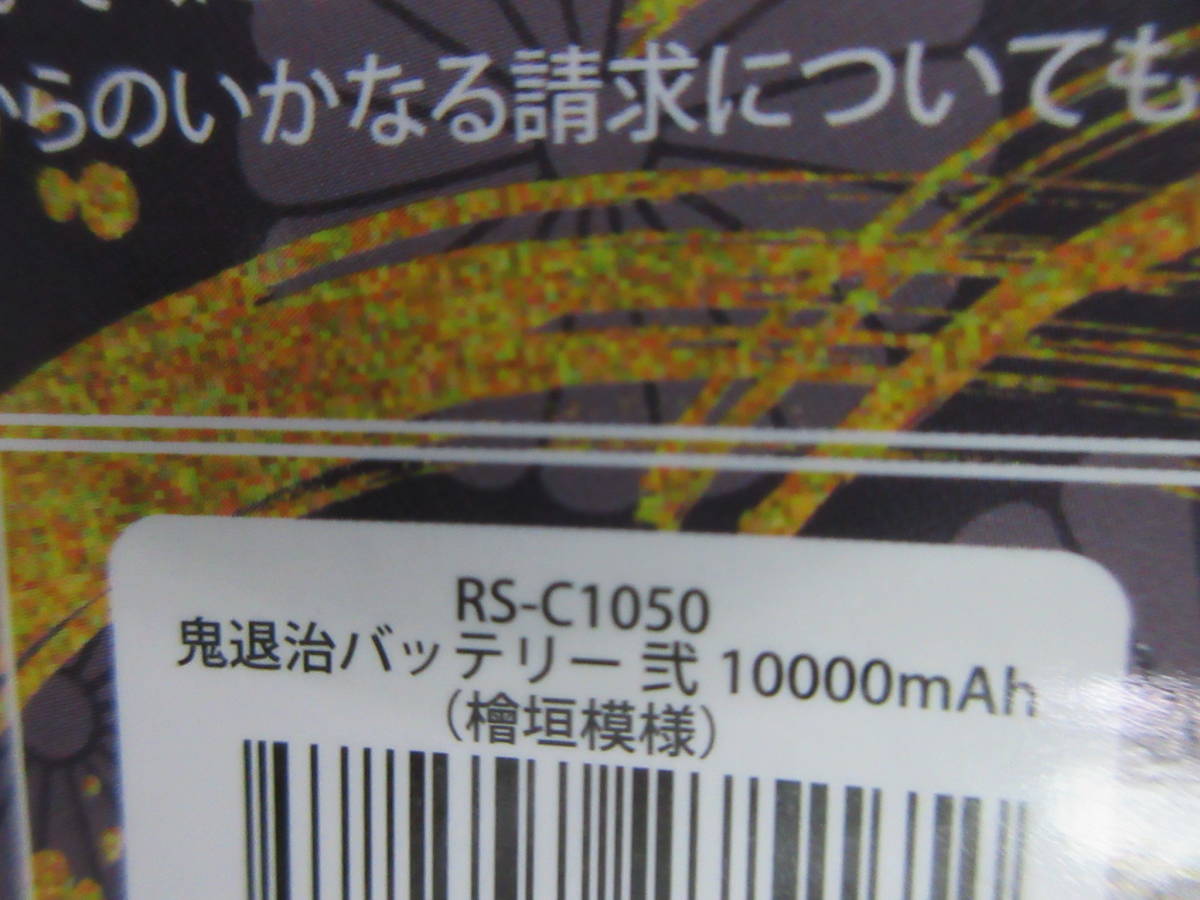 らのいかなる請求についても
RS-C1050
鬼退治バッテリー 弐 10000mAh
（檜垣模様）